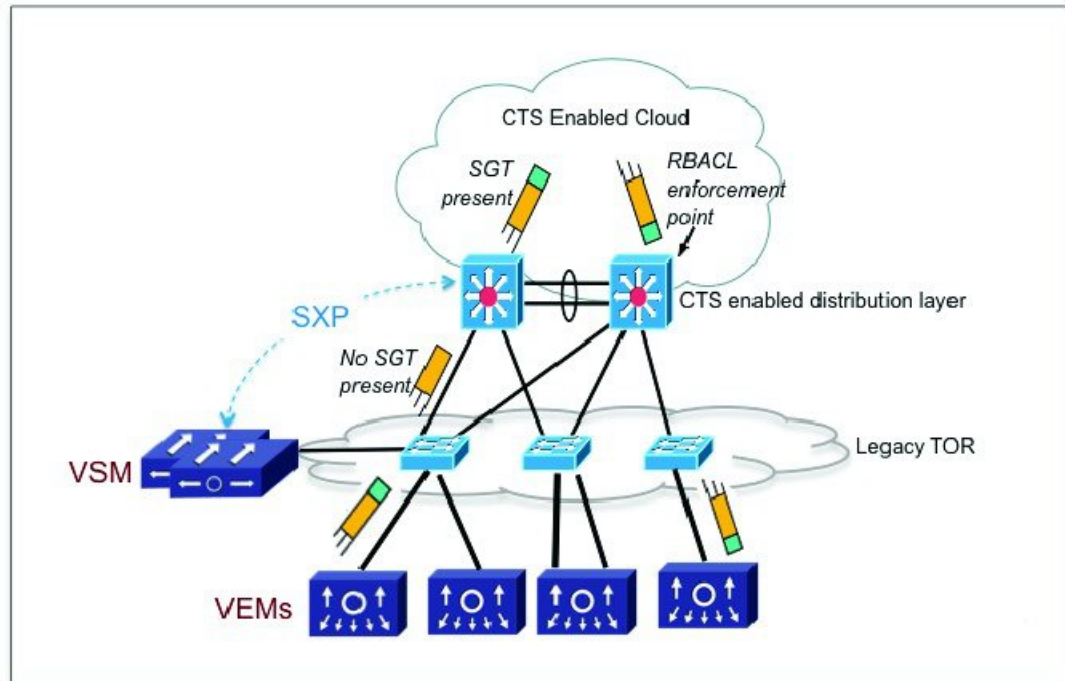 CTS Enabled Cloud
SGT
present
RBACL
enforcement
point
CTS enabled distribution layer
SXP
No SGT
present
Legacy TOR
VSM
VEMs